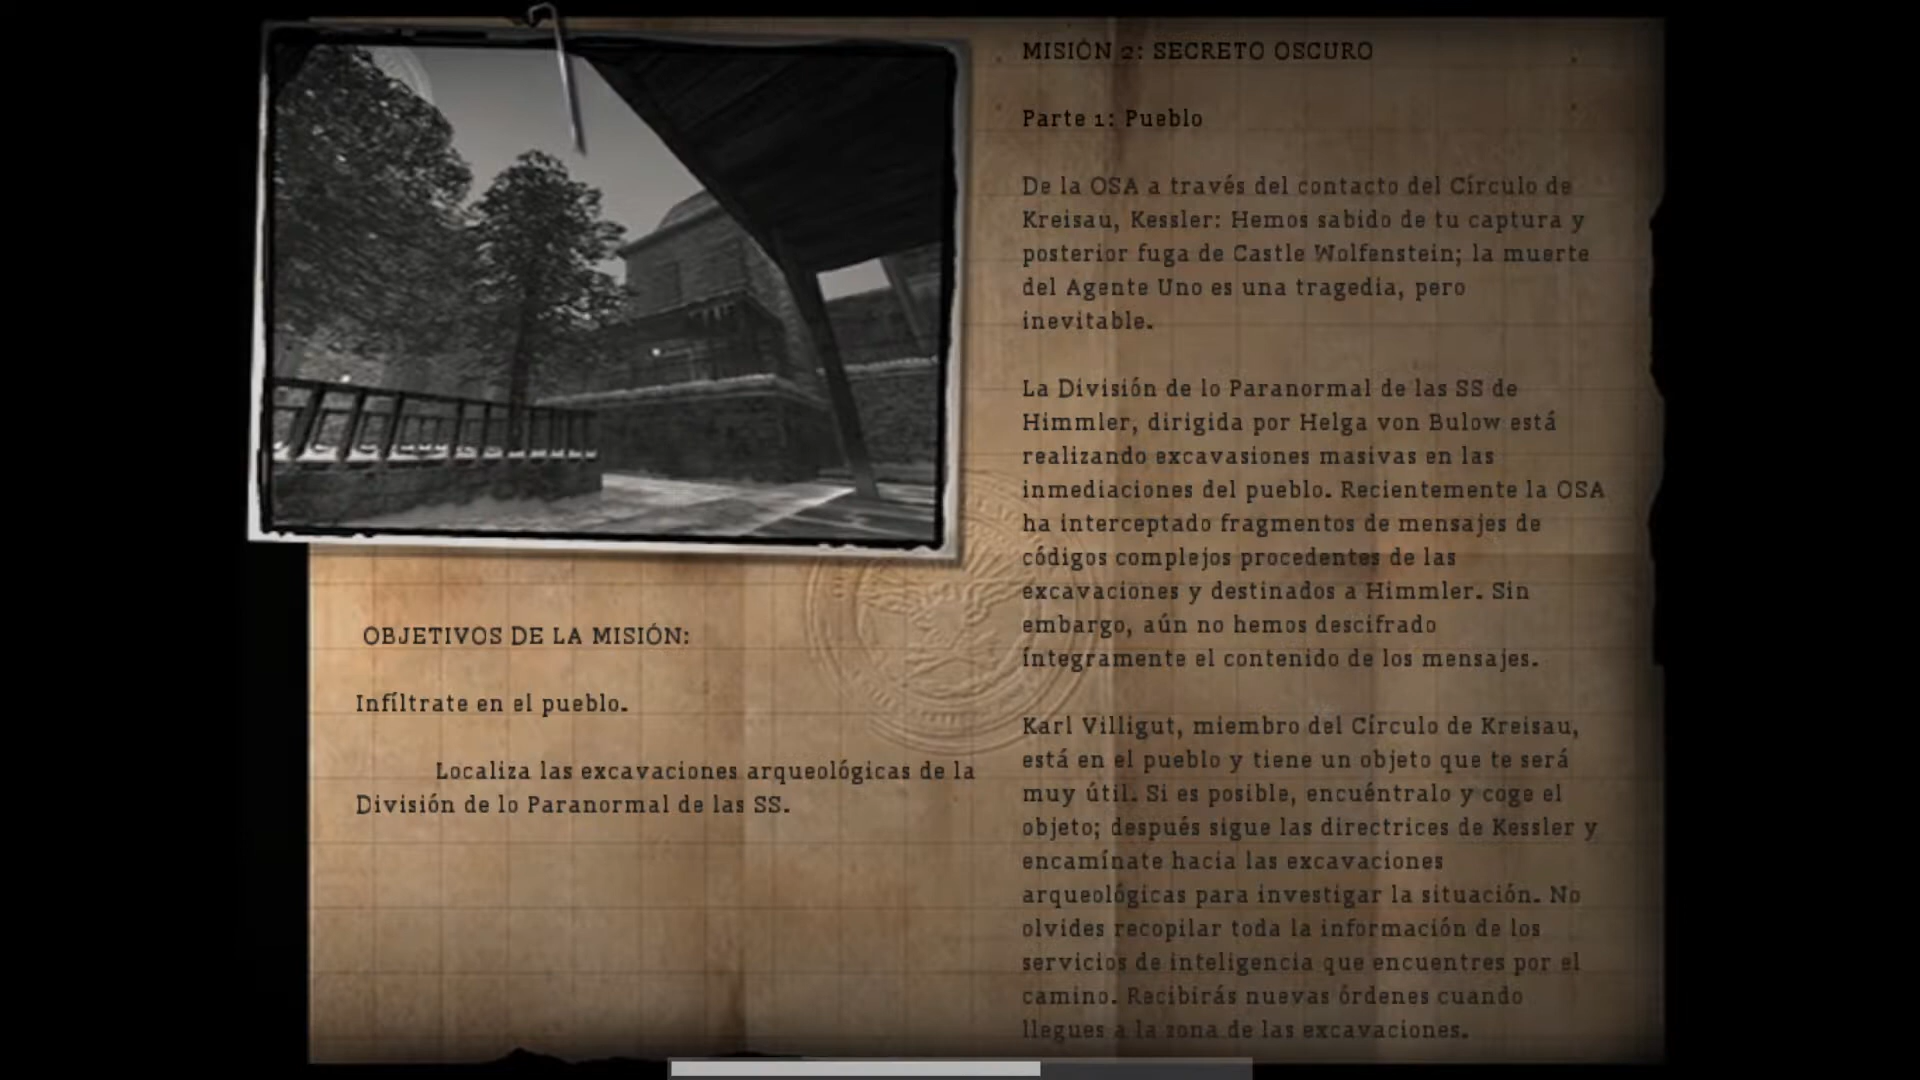 MISIÓN 2: SECRETO OSCURO
Parte 1: Pueblo
De la OSA a través del contacto del Círculo de
Kreisau, Kessler: Hemos sabido de tu captura y
posterior fuga de Castle Wolfenstein; la muerte
del Agente Uno es una tragedia, pero
inevitable.
La División de lo Paranormal de las SS de
Himmler, dirigida por Helga von Bulow está
realizando excavasiones masivas en las
inmediaciones del pueblo. Recientemente la OSA
ha interceptado fragmentos de mensajes de
códigos complejos procedentes de las
excavaciones y destinados a Himmler. Sin
embargo, aún no hemos descifrado
íntegramente el contenido de los mensajes.
Karl Villigut, miembro del Círculo de Kreisau,
está en el pueblo y tiene un objeto que te será
muy útil. Si es posible, encuéntralo y coge el
objeto; después sigue las directrices de Kessler y
encamínate hacia las excavaciones
arqueológicas para investigar la situación. No
olvides recopilar toda la información de los
servicios de inteligencia que encuentres por el
camino. Recibirás nuevas órdenes cuando
llegues a la zona de las excavaciones.
OBJETIVOS DE LA MISIÓN:
Infíltrate en el pueblo.
Localiza las excavaciones arqueológicas de la
División de lo Paranormal de las SS.